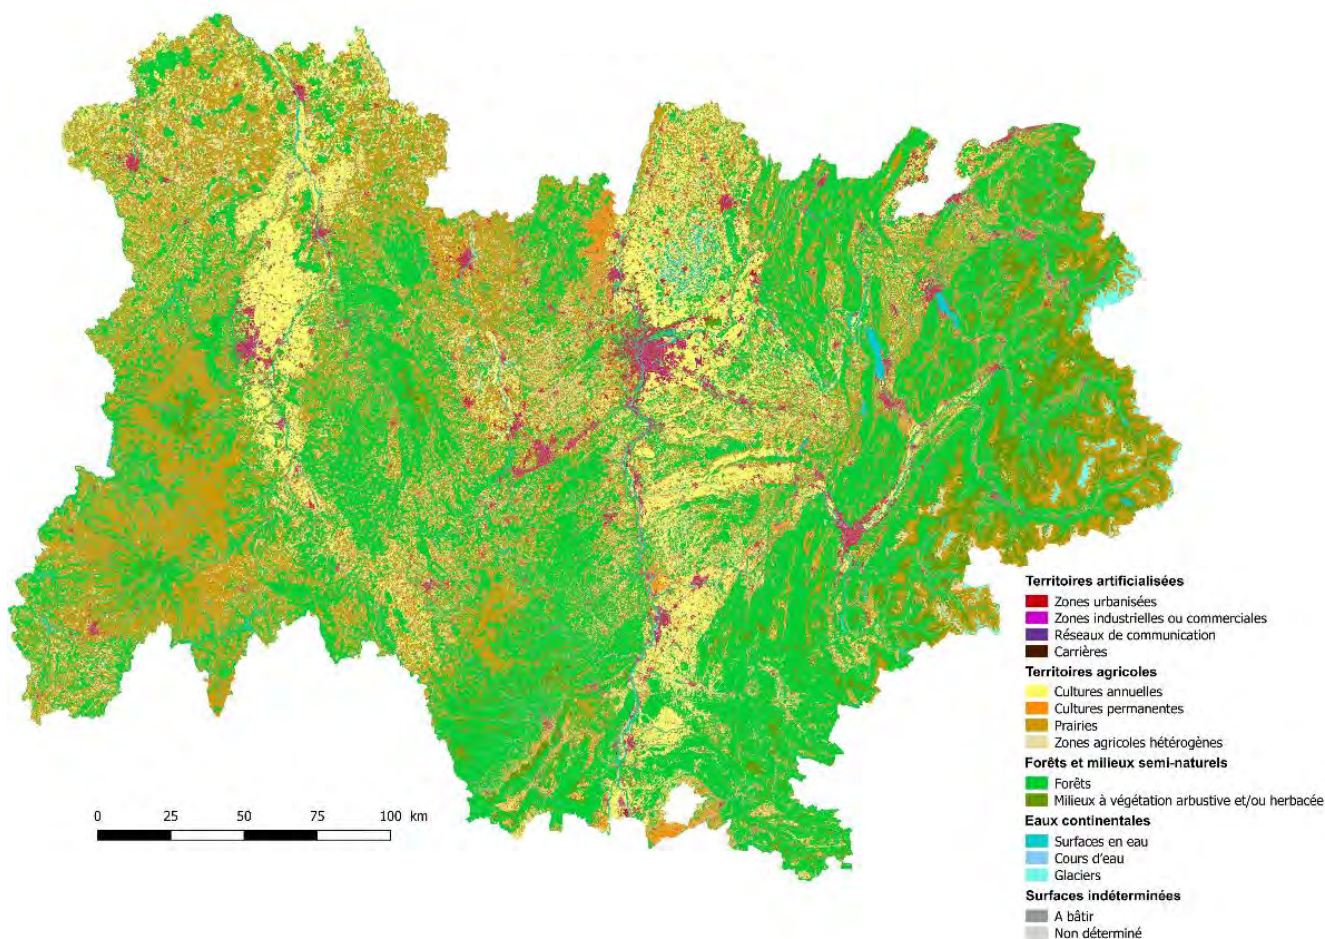 Territoires artificialisées
Zones urbanisées
Zones industrielles ou commerciales
Réseaux de communication
Carrières
Territoires agricoles
Cultures annuelles
Cultures permanentes
Prairies
Zones agricoles hétérogènes
Forêts et milieux semi-naturels
Forêts
Milieux à végétation arbustive et/ou herbacée
Eaux continentales
Surfaces en eau
Cours d'eau
Glaciers
Surfaces indéterminées
A bâtir
Non déterminé
0 25 50 75 100 km